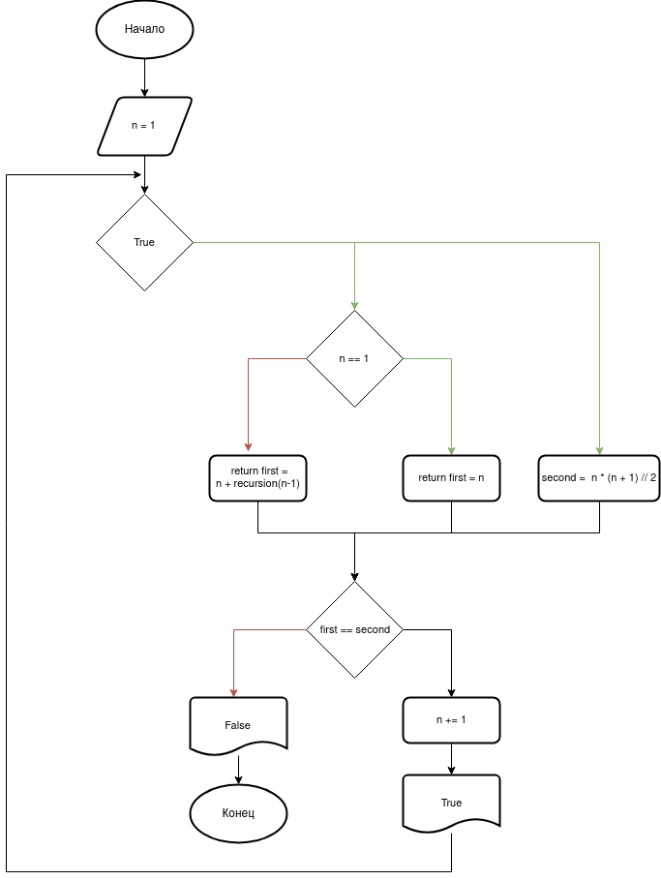 Начало
n = 1
True
n == 1
return first =
n + recursion(n-1)
return first = n
second =  n * (n + 1) // 2
first == second
False
n += 1
True
Конец